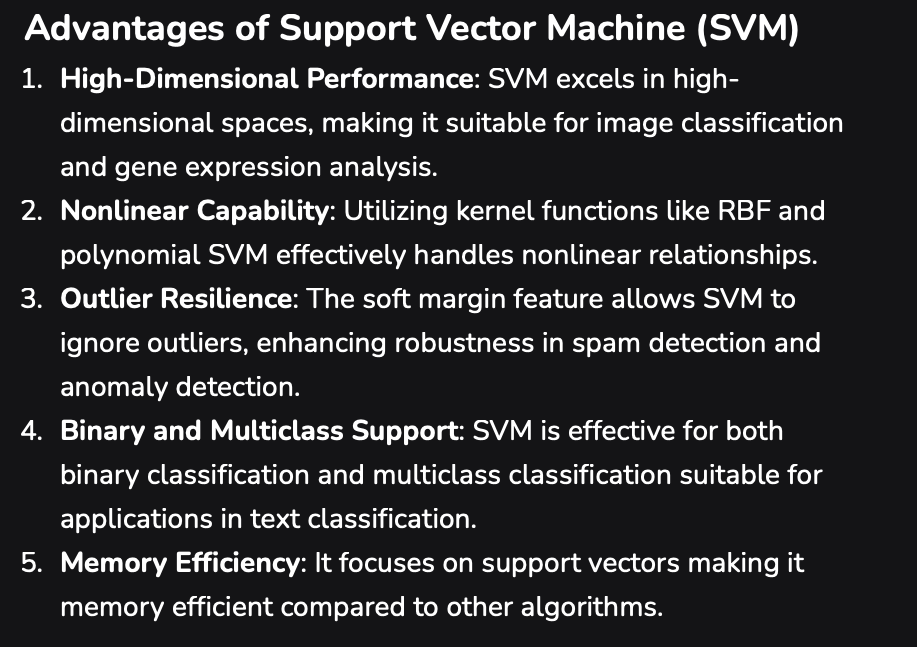 Advantages of Support Vector Machine (SVM)
1. High-Dimensional Performance: SVM excels in high-
dimensional spaces, making it suitable for image classification
and gene expression analysis.
2. Nonlinear Capability: Utilizing kernel functions like RBF and
polynomial SVM effectively handles nonlinear relationships.
3. Outlier Resilience: The soft margin feature allows SVM to
ignore outliers, enhancing robustness in spam detection and
anomaly detection.
4. Binary and Multiclass Support: SVM is effective for both
binary classification and multiclass classification suitable for
applications in text classification.
5. Memory Efficiency: It focuses on support vectors making it
memory efficient compared to other algorithms.